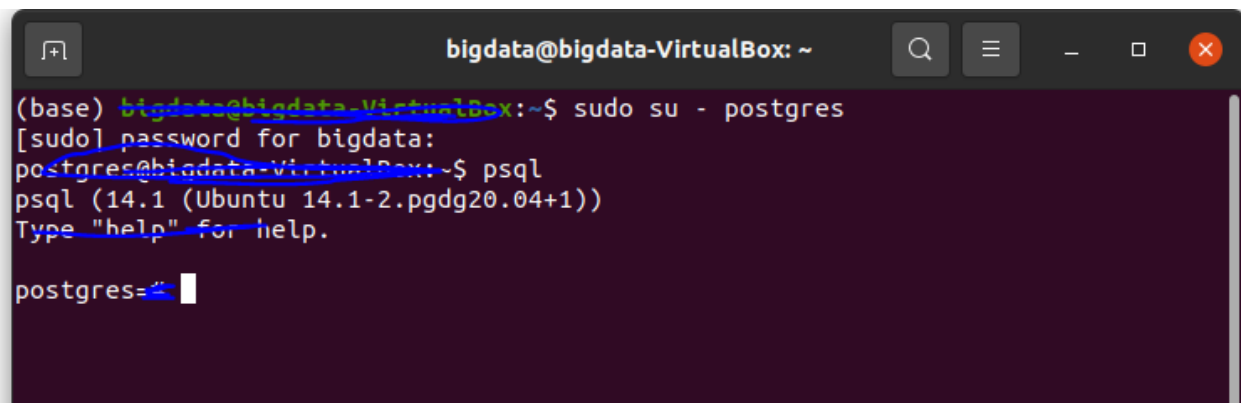 bigdata@bigdata-VirtualBox: ~
(base) bigdata@bigdata-VirtualBox:~$ sudo su - postgres
[sudo] password for bigdata:
postgres@bigdata-VirtualBox:~$ psql
psql (14.1 (Ubuntu 14.1-2.pgdg20.04+1))
Type "help" for help.
postgres=#